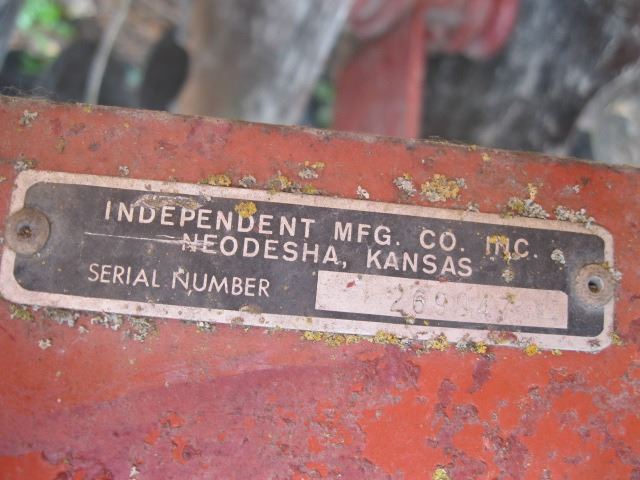 INDEPENDENT MFG. CO. INC.
NEODESHA, KANSAS
SERIAL NUMBER